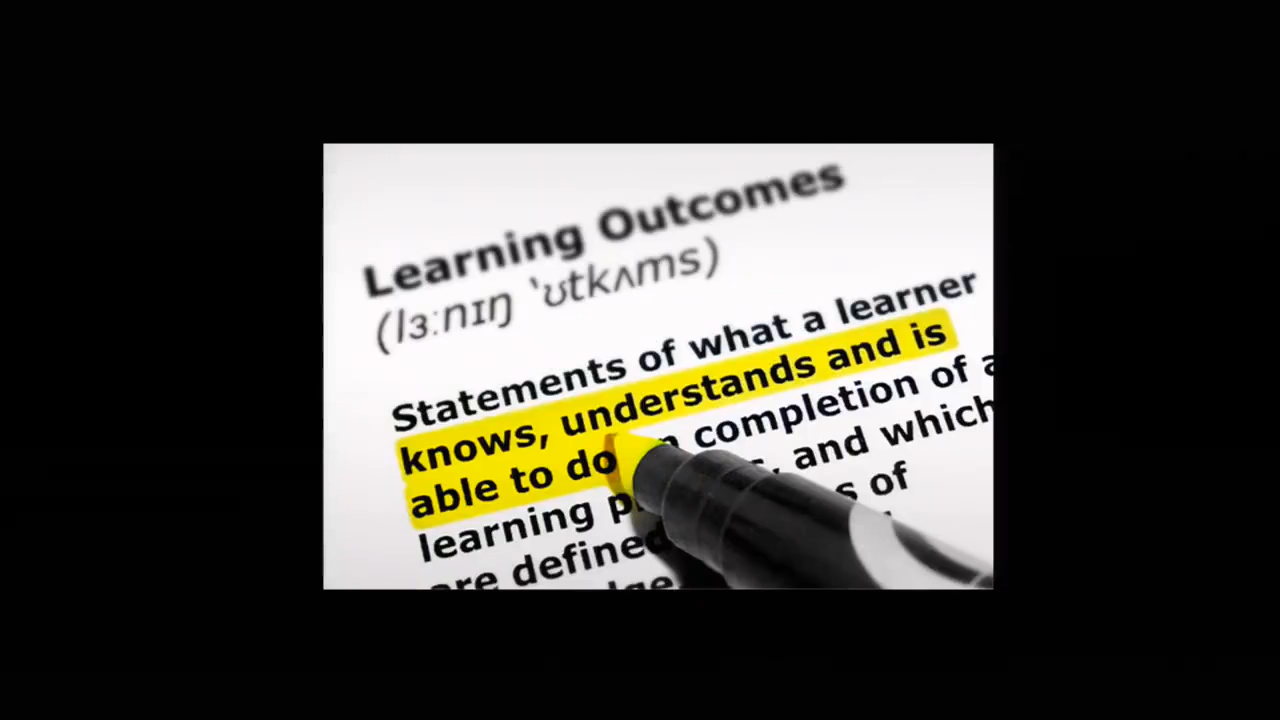 Learning Outcomes
(lɜːnɪŋ ˈʊtkʌms)
Statements of what a learner
knows, understands and is
able to do completion of
learning and which
are defined of